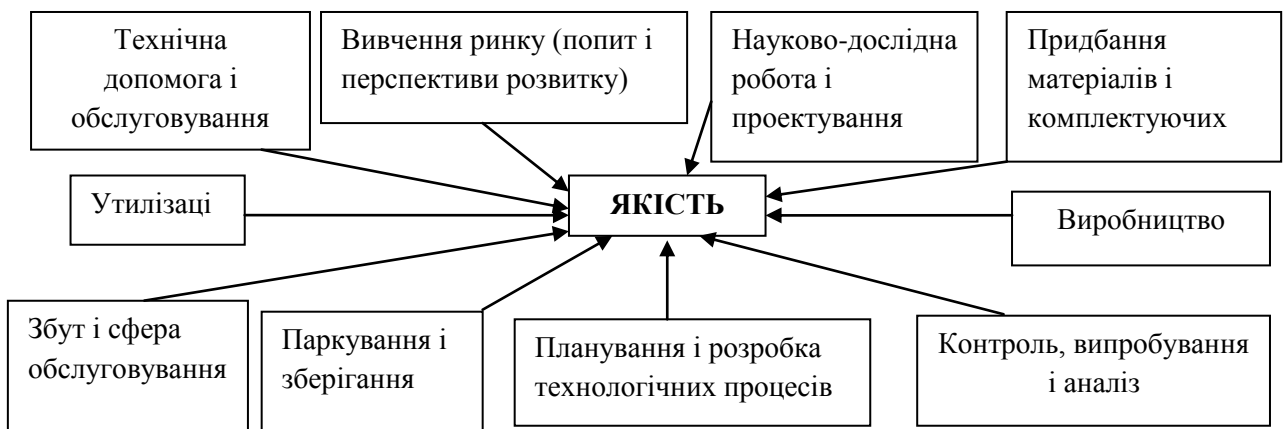 Технічна
допомога і
обслуговування
Вивчення ринку (попит і
перспективи розвитку)
Науково-дослідна
робота і
проектування
Придбання
матеріалів і
комплектуючих
Утилізаці
ЯКІСТЬ
Виробництво
Збут і сфера
обслуговування
Паркування і
зберігання
Планування і розробка
технологічних процесів
Контроль, випробування
і аналіз